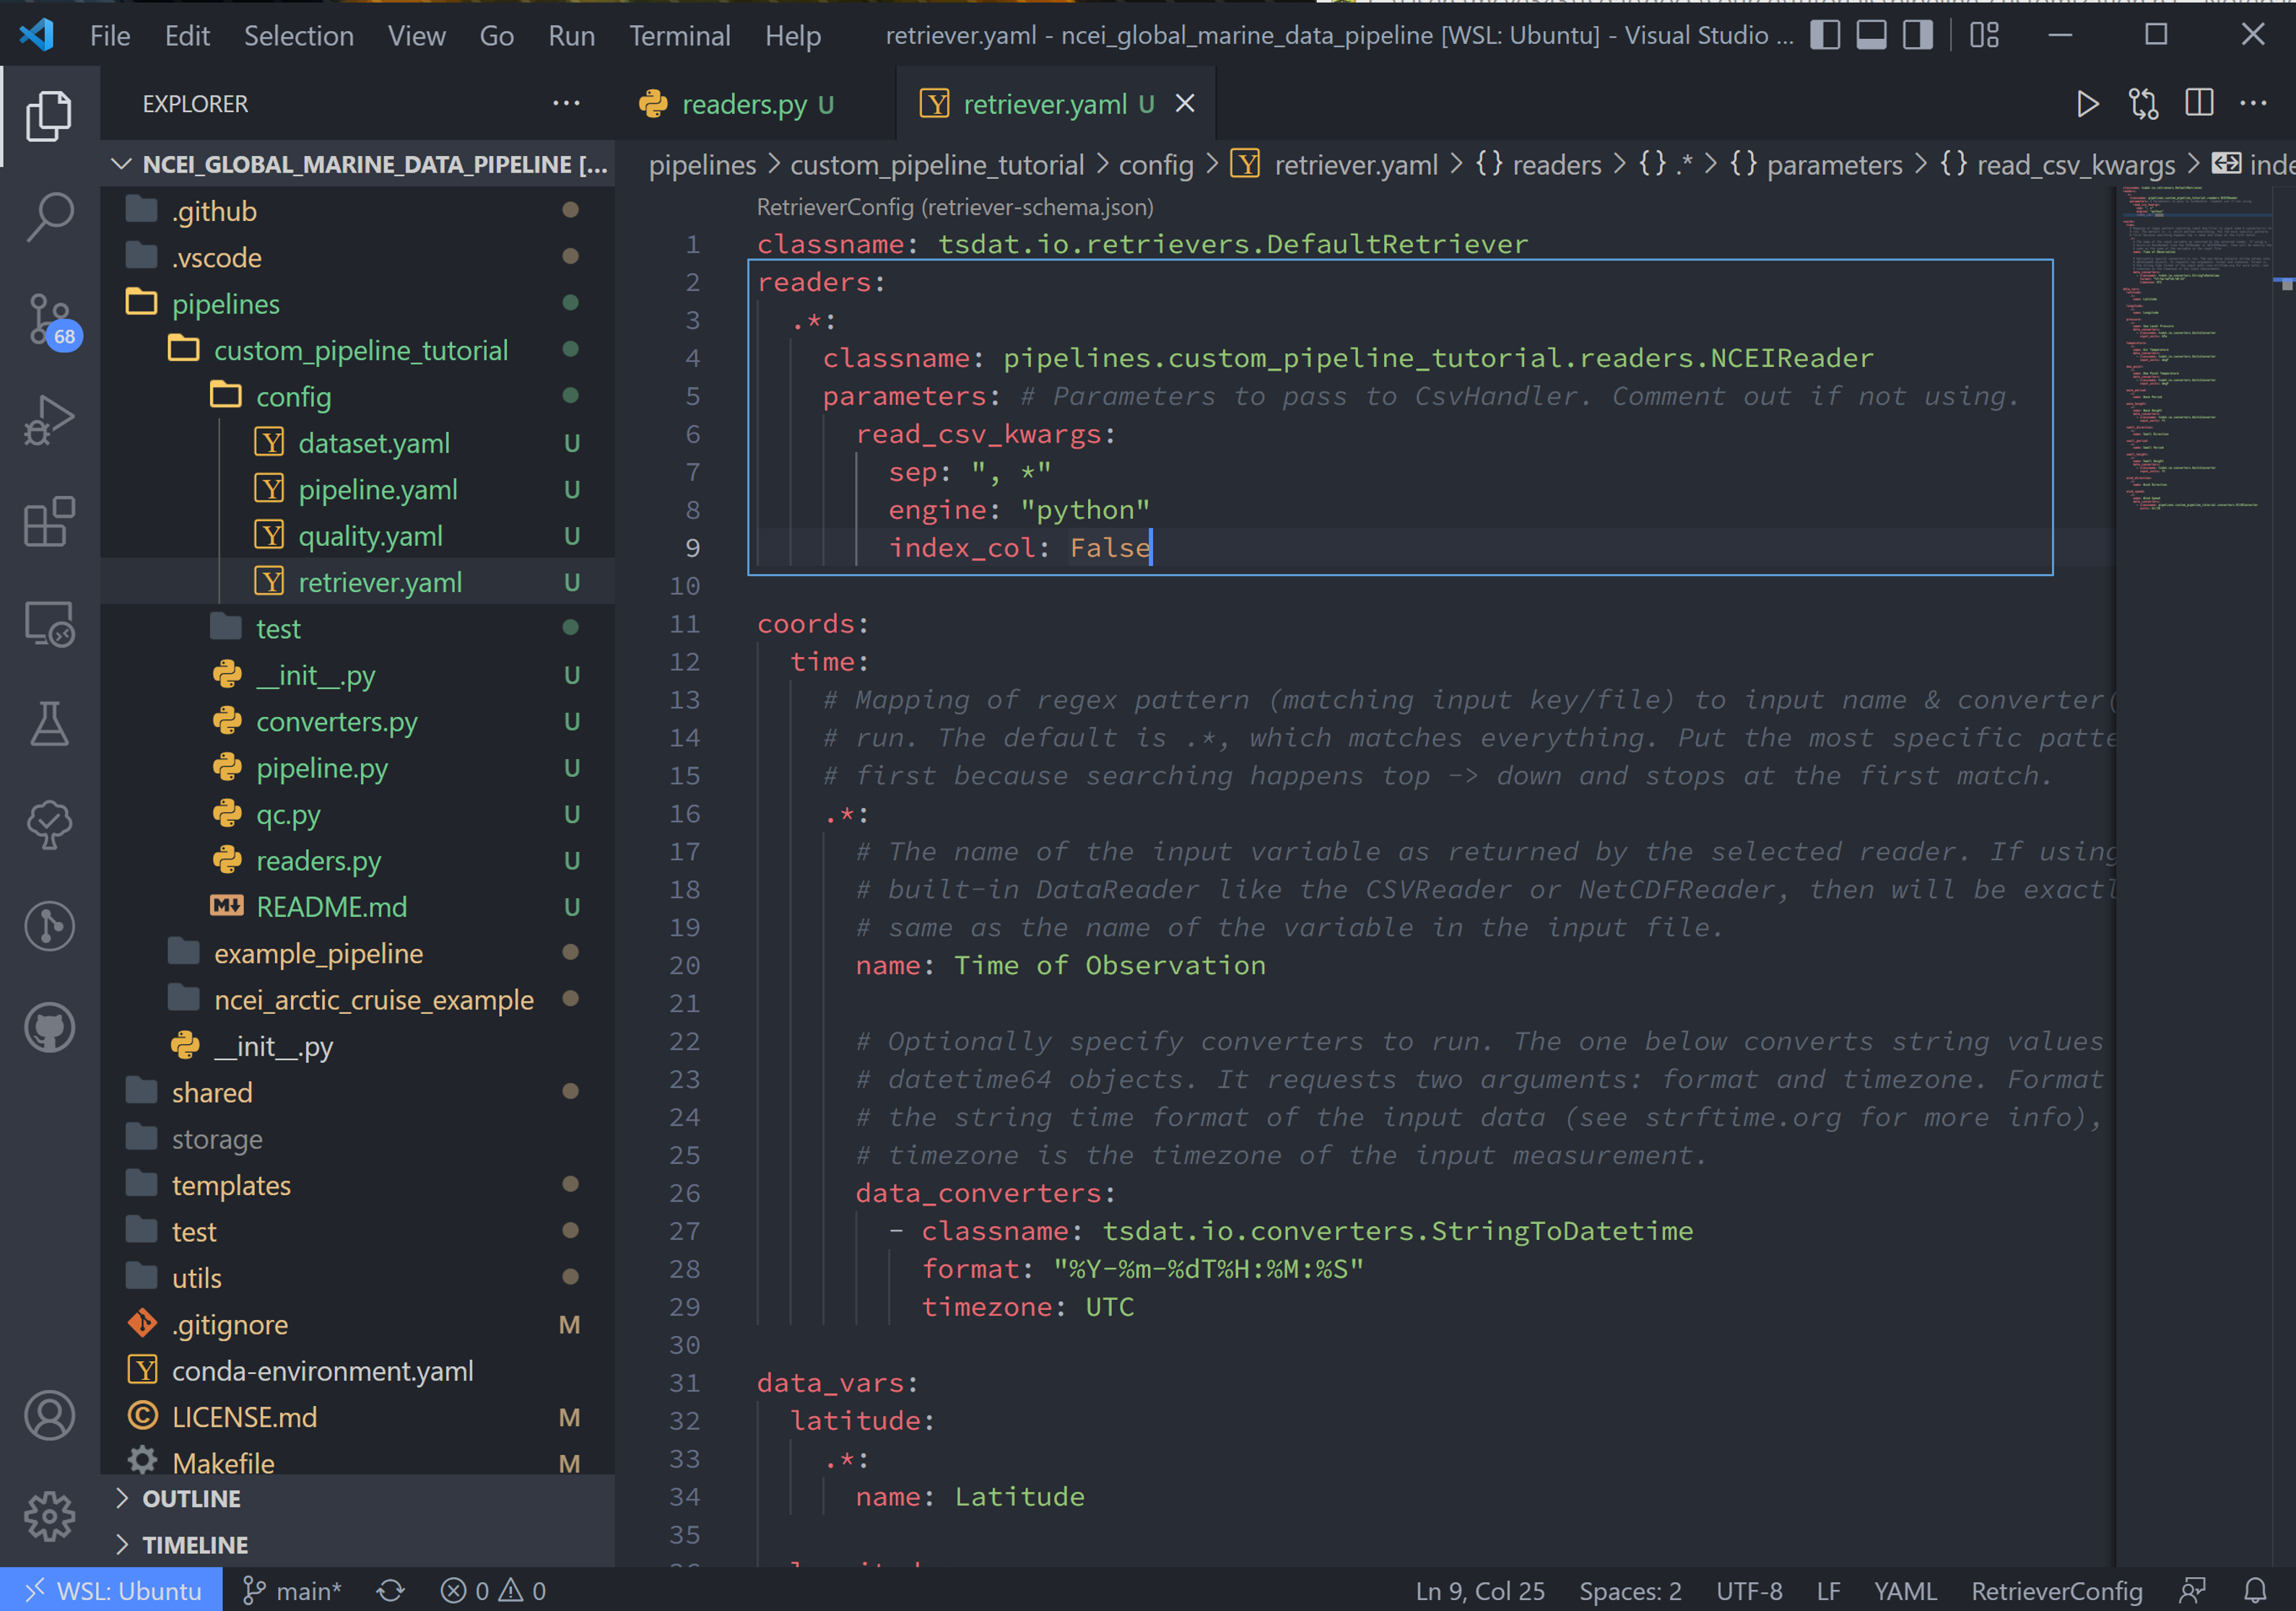 File Edit Selection View Go Run Terminal Help retriever.yaml - ncei_global_marine_data_pipeline [WSL: Ubuntu] - Visual Studio ...
EXPLORER ...
readers.py U
retriever.yaml U
NCEI_GLOBAL_MARINE_DATA_PIPELINE [...
pipelines > custom_pipeline_tutorial > config > retriever.yaml > {} readers > {} .* > {} parameters > {} read_csv_kwargs > inde
.github
.vscode
pipelines
custom_pipeline_tutorial
config
dataset.yaml U
pipeline.yaml U
quality.yaml U
retriever.yaml U
test
__init__.py U
converters.py U
pipeline.py U
qc.py U
readers.py U
README.md U
example_pipeline
ncei_arctic_cruise_example
__init__.py
shared
storage
templates
test
utils
.gitignore M
conda-environment.yaml
LICENSE.md M
Makefile M
OUTLINE
TIMELINE
68
RetrieverConfig (retriever-schema.json)
1 classname: tsdat.io.retrievers.DefaultRetriever
2 readers:
3 .*:
4 classname: pipelines.custom_pipeline_tutorial.readers.NCEIReader
5 parameters: # Parameters to pass to CsvHandler. Comment out if not using.
6 read_csv_kwargs:
7 sep: ", *"
8 engine: "python"
9 index_col: False
10
11 coords:
12 time:
13 # Mapping of regex pattern (matching input key/file) to input name & converter(
14 # run. The default is .*, which matches everything. Put the most specific patte
15 # first because searching happens top -> down and stops at the first match.
16 .*:
17 # The name of the input variable as returned by the selected reader. If using
18 # built-in DataReader like the CSVReader or NetCDFReader, then will be exactl
19 # same as the name of the variable in the input file.
20 name: Time of Observation
21
22 # Optionally specify converters to run. The one below converts string values
23 # datetime64 objects. It requests two arguments: format and timezone. Format
24 # the string time format of the input data (see strftime.org for more info),
25 # timezone is the timezone of the input measurement.
26 data_converters:
27 - classname: tsdat.io.converters.StringToDatetime
28 format: "%Y-%m-%dT%H:%M:%S"
29 timezone: UTC
30
31 data_vars:
32 latitude:
33 .*:
34 name: Latitude
35
WSL: Ubuntu main* 0 0 Ln 9, Col 25 Spaces: 2 UTF-8 LF YAML RetrieverConfig